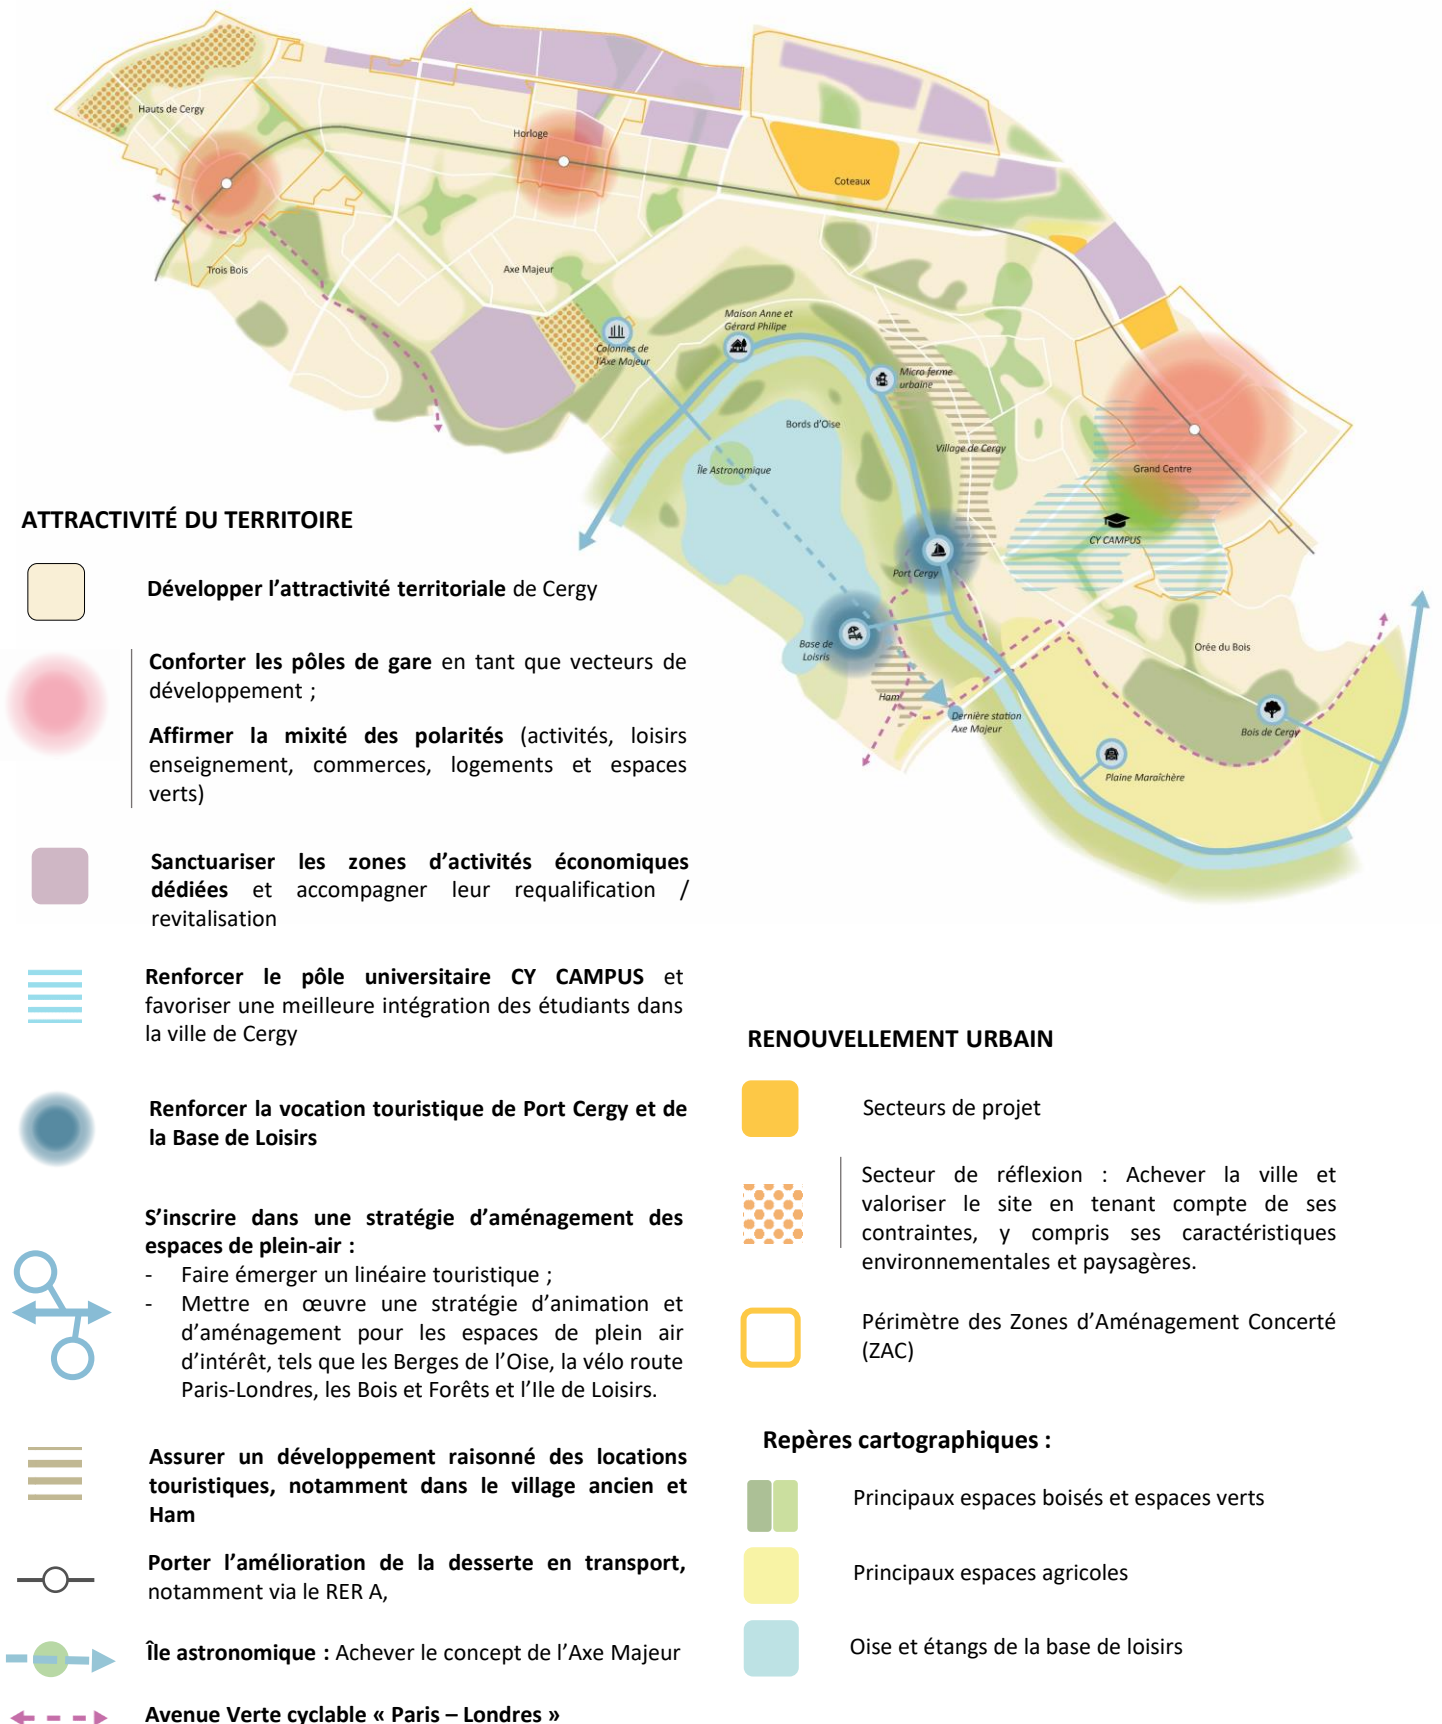 Hauts de Cergy
Horloge
Coteaux
Trois Bois
Axe Majeur
Maison Anne et
Gérard Philipe
Colonnes de
l'Axe Majeur
Micro ferme
urbaine
Bords d'Oise
Village de Cergy
Île Astronomique
Grand Centre
CY CAMPUS
Port Cergy
Base de
Loisris
Orée du Bois
Ham
Dernière station
Axe Majeur
Bois de Cergy
Plaine Maraîchère
ATTRACTIVITÉ DU TERRITOIRE
Développer l'attractivité territoriale de Cergy
Conforter les pôles de gare en tant que vecteurs de
développement ;
Affirmer la mixité des polarités (activités, loisirs
enseignement, commerces, logements et espaces
verts)
Sanctuariser les zones d'activités économiques
dédiées et accompagner leur requalification /
revitalisation
Renforcer le pôle universitaire CY CAMPUS et
favoriser une meilleure intégration des étudiants dans
la ville de Cergy
Renforcer la vocation touristique de Port Cergy et de
la Base de Loisirs
S'inscrire dans une stratégie d'aménagement des
espaces de plein-air :
- Faire émerger un linéaire touristique ;
- Mettre en œuvre une stratégie d'animation et
d'aménagement pour les espaces de plein air
d'intérêt, tels que les Berges de l'Oise, la vélo route
Paris-Londres, les Bois et Forêts et l'Ile de Loisirs.
Assurer un développement raisonné des locations
touristiques, notamment dans le village ancien et
Ham
Porter l'amélioration de la desserte en transport,
notamment via le RER A,
Île astronomique : Achever le concept de l'Axe Majeur
Avenue Verte cyclable « Paris – Londres »
RENOUVELLEMENT URBAIN
Secteurs de projet
Secteur de réflexion : Achever la ville et
valoriser le site en tenant compte de ses
contraintes, y compris ses caractéristiques
environnementales et paysagères.
Périmètre des Zones d'Aménagement Concerté
(ZAC)
Repères cartographiques :
Principaux espaces boisés et espaces verts
Principaux espaces agricoles
Oise et étangs de la base de loisirs